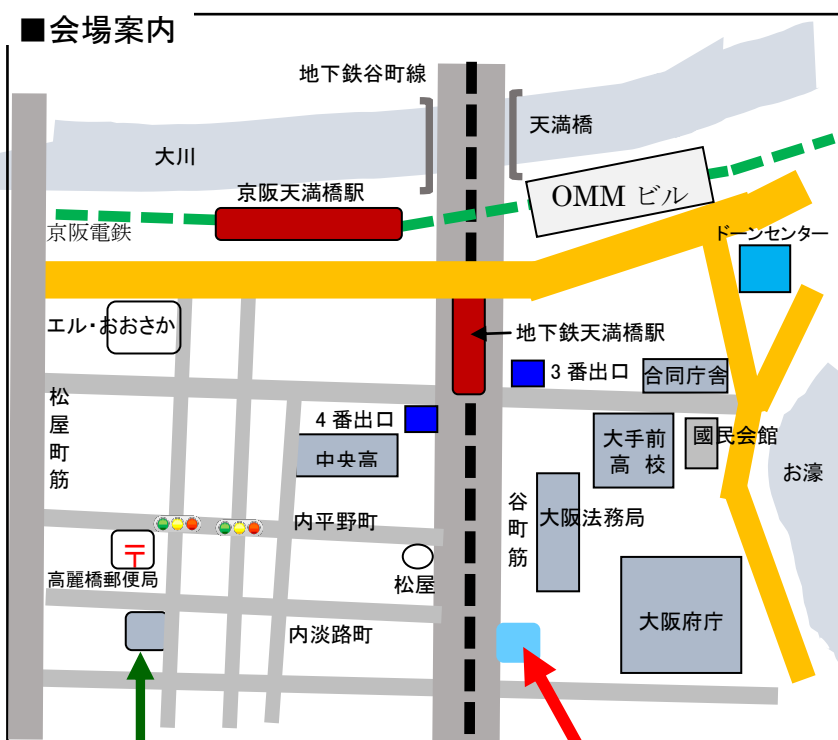 ■会場案内
地下鉄谷町線
天満橋
大川
京阪天満橋駅
OMM ビル
京阪電鉄
ドーンセンター
エル・おおさか
地下鉄天満橋駅
3 番出口
合同庁舎
松屋町筋
4 番出口
中央高
大手前
高 校
國民会館
お濠
谷町筋
大阪法務局
内平野町
〒
高麗橋郵便局
松屋
大阪府庁
内淡路町